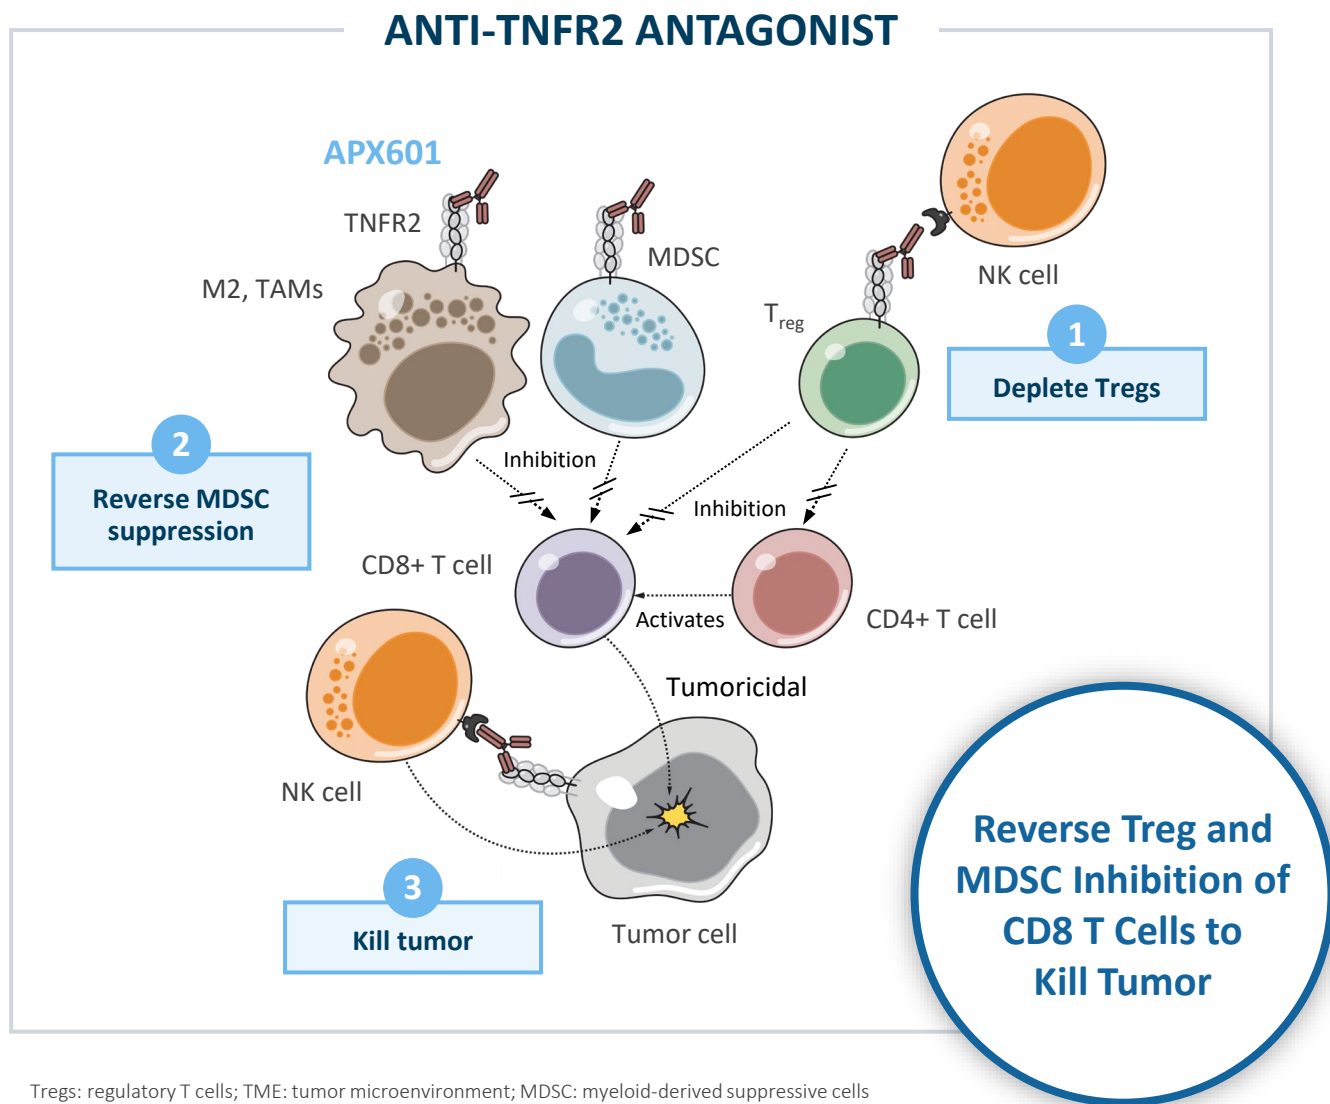 ANTI-TNFR2 ANTAGONIST
APX601
TNFR2
M2, TAMs
MDSC
NK cell
Treg
1
Deplete Tregs
2
Reverse MDSC
suppression
Inhibition
Inhibition
CD8+ T cell
Activates
CD4+ T cell
Tumoricidal
NK cell
3
Kill tumor
Tumor cell
Reverse Treg and
MDSC Inhibition of
CD8 T Cells to
Kill Tumor
Tregs: regulatory T cells; TME: tumor microenvironment; MDSC: myeloid-derived suppressive cells